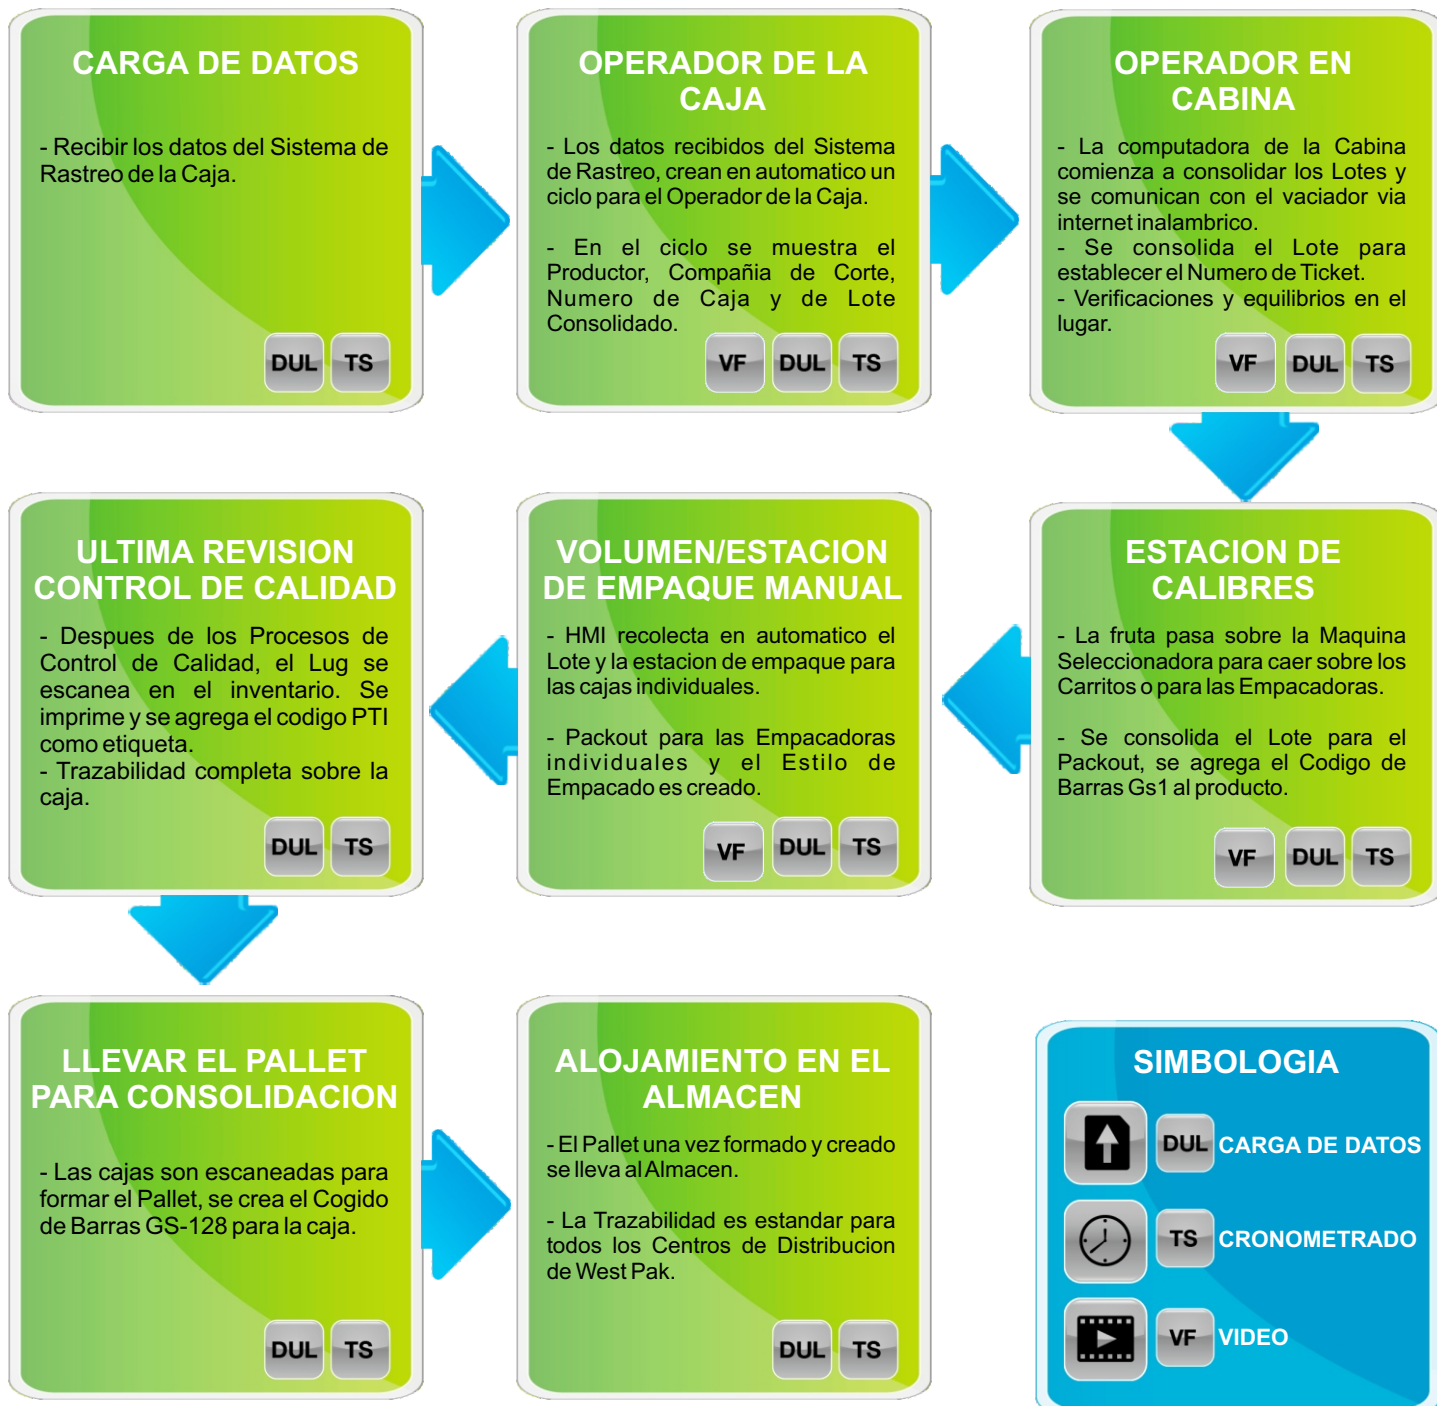 CARGA DE DATOS
- Recibir los datos del Sistema de
Rastreo de la Caja.
DUL TS
OPERADOR DE LA
CAJA
- Los datos recibidos del Sistema
de Rastreo, crean en automatico un
ciclo para el Operador de la Caja.
- En el ciclo se muestra el
Productor, Compañia de Corte,
Numero de Caja y de Lote
Consolidado.
VF DUL TS
OPERADOR EN
CABINA
- La computadora de la Cabina
comienza a consolidar los Lotes y
se comunican con el vaciador via
internet inalambrico.
- Se consolida el Lote para
establecer el Numero de Ticket.
- Verificaciones y equilibrios en el
lugar.
VF DUL TS
ESTACION DE
CALIBRES
- La fruta pasa sobre la Maquina
Seleccionadora para caer sobre los
Carritos o para las Empacadoras.
- Se consolida el Lote para el
Packout, se agrega el Codigo de
Barras Gs1 al producto.
VF DUL TS
VOLUMEN/ESTACION
DE EMPAQUE MANUAL
- HMI recolecta en automatico el
Lote y la estacion de empaque para
las cajas individuales.
- Packout para las Empacadoras
individuales y el Estilo de
Empacado es creado.
VF DUL TS
ULTIMA REVISION
CONTROL DE CALIDAD
- Despues de los Procesos de
Control de Calidad, el Lug se
escanea en el inventario. Se
imprime y se agrega el codigo PTI
como etiqueta.
- Trazabilidad completa sobre la
caja.
DUL TS
LLEVAR EL PALLET
PARA CONSOLIDACION
- Las cajas son escaneadas para
formar el Pallet, se crea el Cogido
de Barras GS-128 para la caja.
DUL TS
ALOJAMIENTO EN EL
ALMACEN
- El Pallet una vez formado y creado
se lleva al Almacen.
- La Trazabilidad es estandar para
todos los Centros de Distribucion
de West Pak.
DUL TS
SIMBOLOGIA
DUL CARGA DE DATOS
TS CRONOMETRADO
VF VIDEO